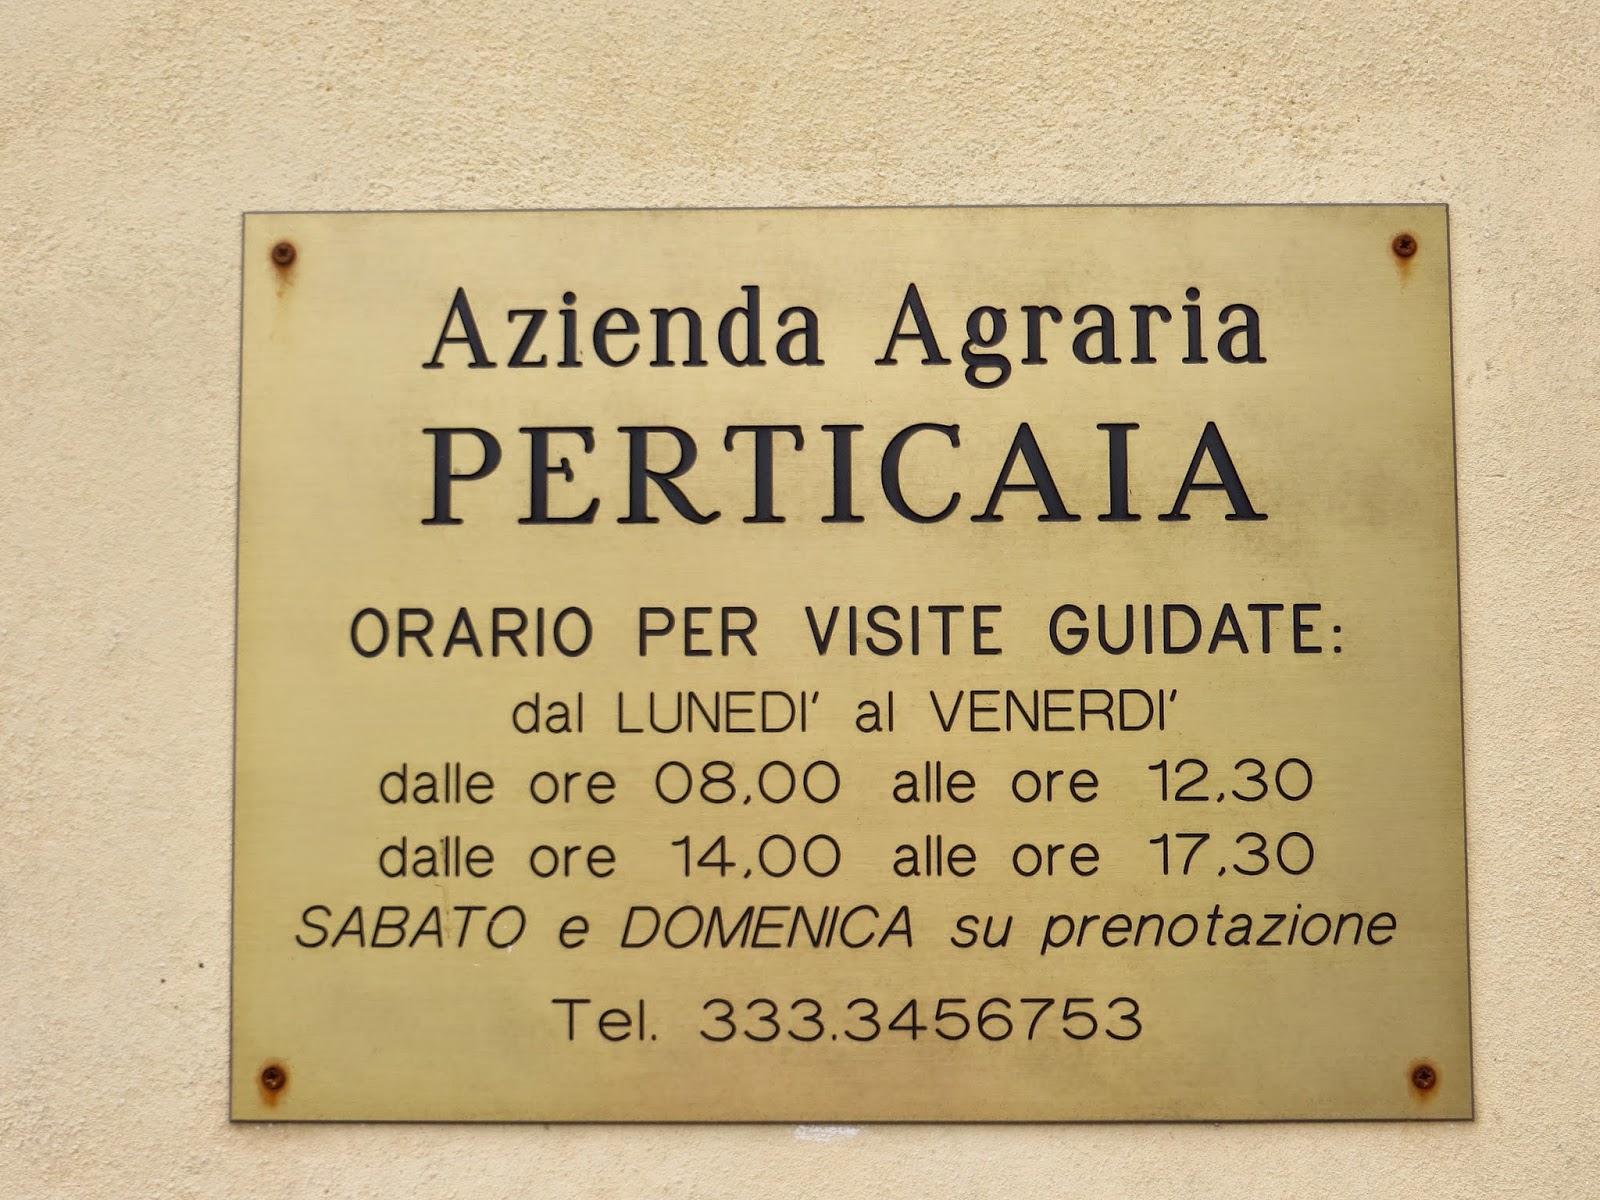 Azienda Agraria
PERTICAIA
ORARIO PER VISITE GUIDATE:
dal LUNEDI' al VENERDI'
dalle ore 08,00 alle ore 12,30
dalle ore 14,00 alle ore 17,30
SABATO e DOMENICA su prenotazione
Tel. 333.3456753